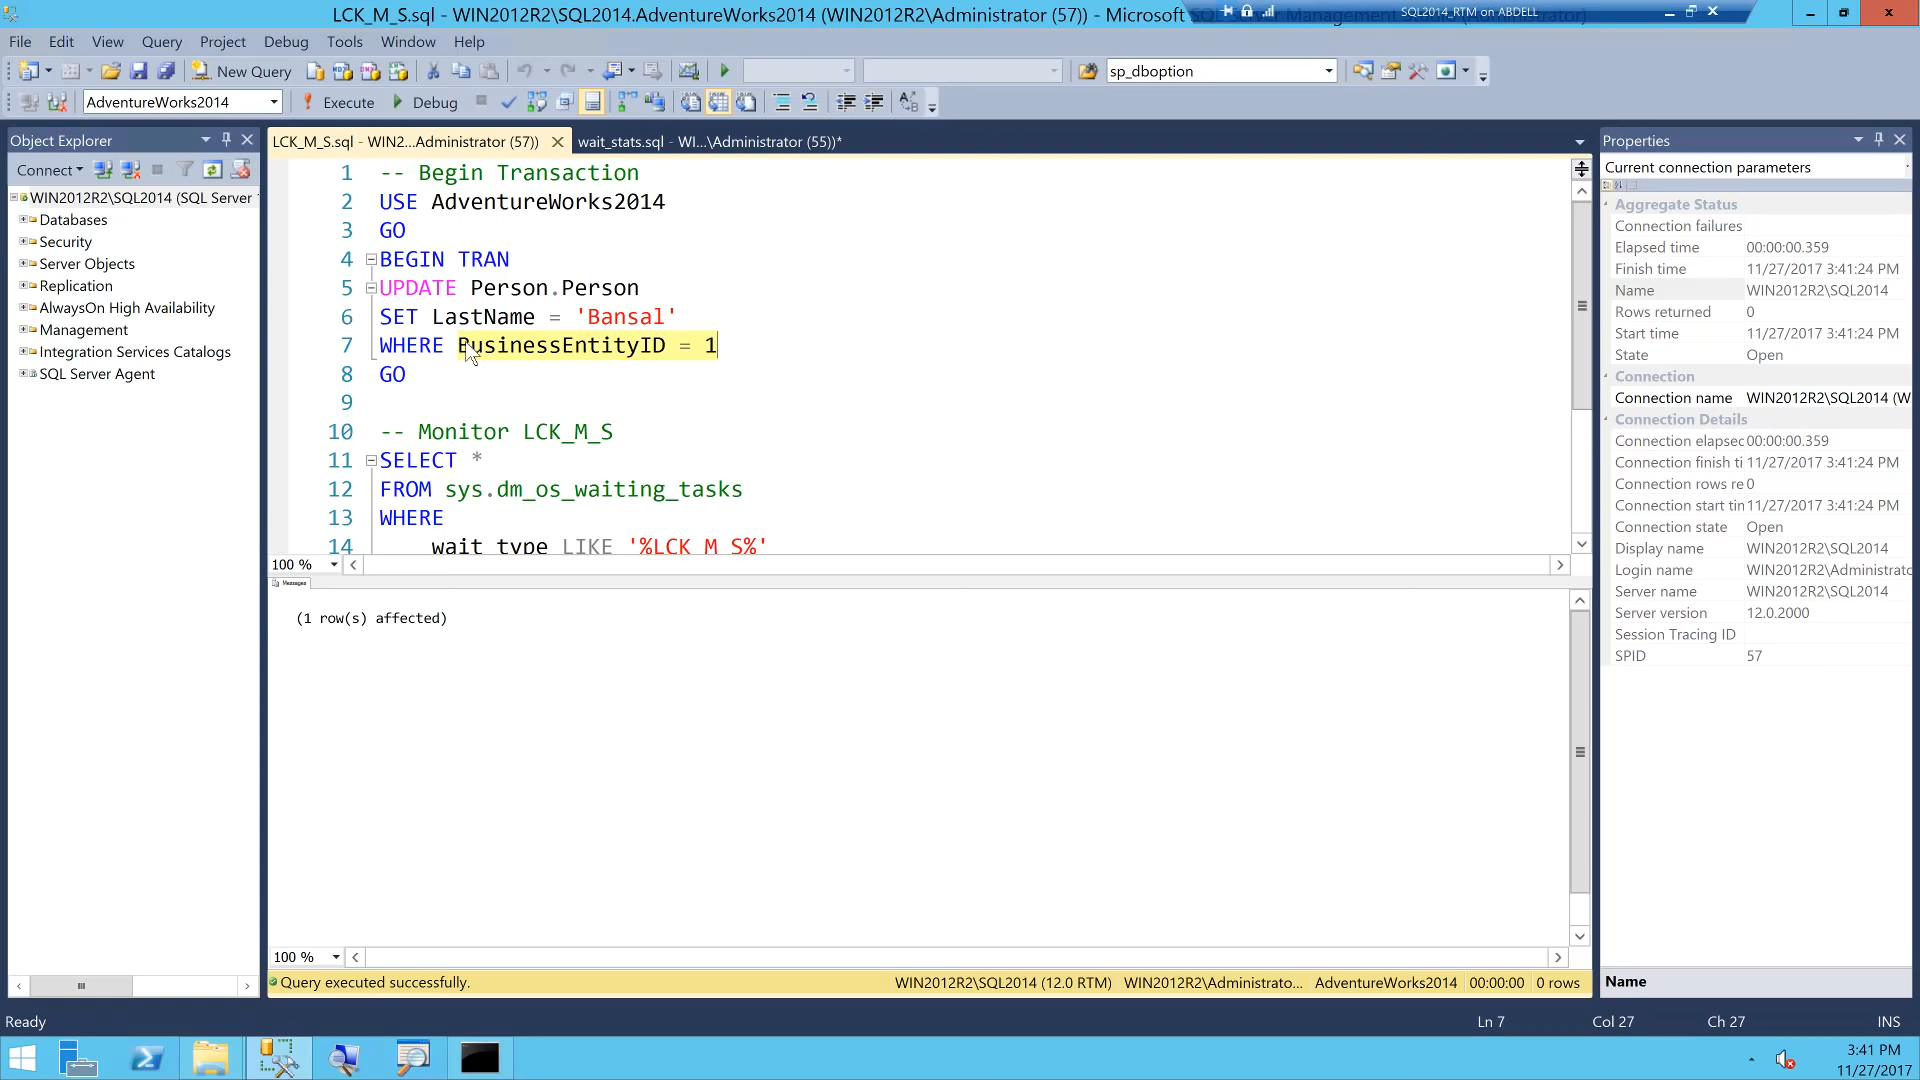 LCK_M_S.sql - WIN2012R2\SQL2014.AdventureWorks2014 (WIN2012R2\Administrator (57)) - Microsoft S
SQL2014_RTM on ABDELL
File Edit View Query Project Debug Tools Window Help
New Query
sp_dboption
AdventureWorks2014
Execute
Debug
Object Explorer
Connect
WIN2012R2\SQL2014 (SQL Server
Databases
Security
Server Objects
Replication
AlwaysOn High Availability
Management
Integration Services Catalogs
SQL Server Agent
LCK_M_S.sql - WIN2...Administrator (57))
wait_stats.sql - WI...\Administrator (55))*
1 -- Begin Transaction
2 USE AdventureWorks2014
3 GO
4 BEGIN TRAN
5 UPDATE Person.Person
6 SET LastName = 'Bansal'
7 WHERE BusinessEntityID = 1
8 GO
9
10 -- Monitor LCK_M_S
11 SELECT *
12 FROM sys.dm_os_waiting_tasks
13 WHERE
14 wait_type LIKE '%LCK_M_S%'
100 %
Messages
(1 row(s) affected)
100 %
Query executed successfully.
WIN2012R2\SQL2014 (12.0 RTM)
WIN2012R2\Administrato...
AdventureWorks2014
00:00:00
0 rows
Properties
Current connection parameters
Aggregate Status
Connection failures
Elapsed time 00:00:00.359
Finish time 11/27/2017 3:41:24 PM
Name WIN2012R2\SQL2014
Rows returned 0
Start time 11/27/2017 3:41:24 PM
State Open
Connection
Connection name WIN2012R2\SQL2014 (W
Connection Details
Connection elapsec 00:00:00.359
Connection finish ti 11/27/2017 3:41:24 PM
Connection rows re 0
Connection start tin 11/27/2017 3:41:24 PM
Connection state Open
Display name WIN2012R2\SQL2014
Login name WIN2012R2\Administratc
Server name WIN2012R2\SQL2014
Server version 12.0.2000
Session Tracing ID
SPID 57
Name
Ready
Ln 7
Col 27
Ch 27
INS
3:41 PM
11/27/2017